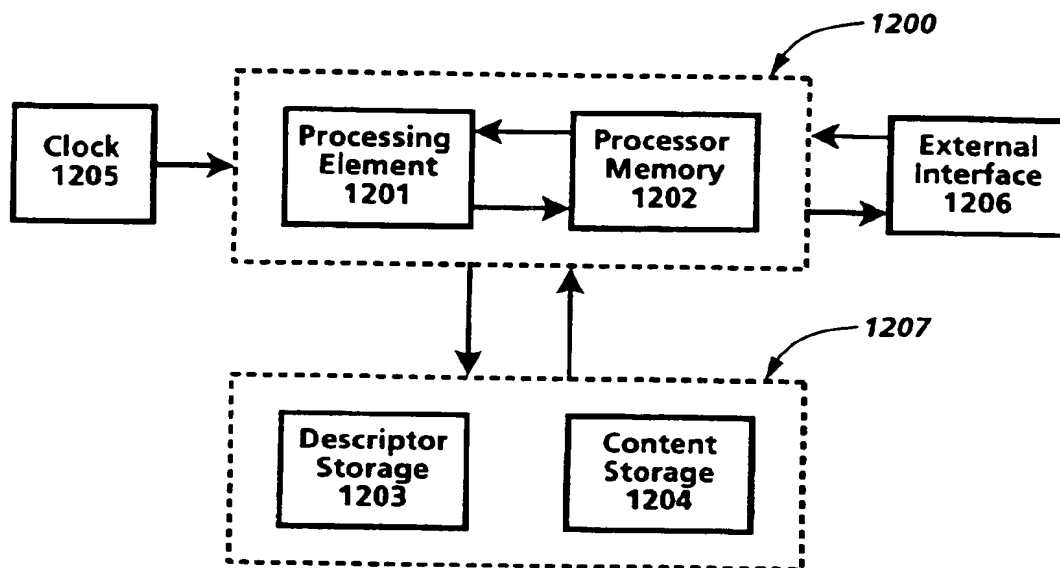 1200
Clock
1205
Processing
Element
1201
Processor
Memory
1202
External
Interface
1206
1207
Descriptor
Storage
1203
Content
Storage
1204